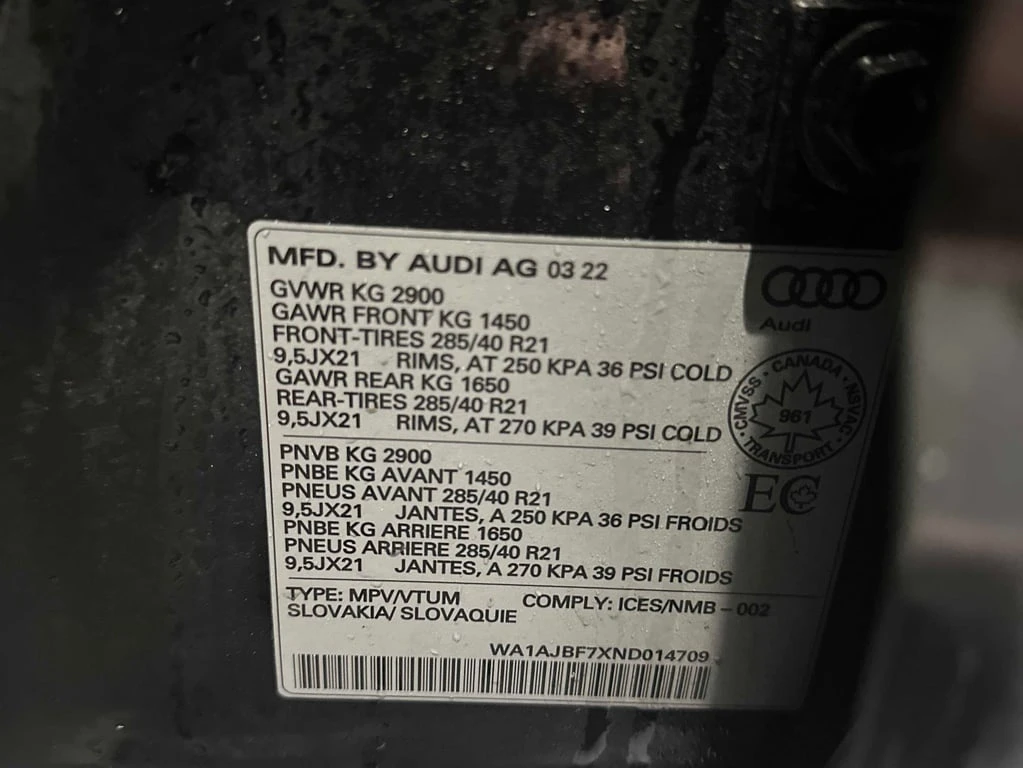 MFD. BY AUDI AG 03 22
GVWR KG 2900
GAWR FRONT KG 1450
FRONT-TIRES 285/40 R21
9,5JX21 RIMS, AT 250 KPA 36 PSI COLD
GAWR REAR KG 1650
REAR-TIRES 285/40 R21
9,5JX21 RIMS, AT 270 KPA 39 PSI COLD
Audi
CMVSS · CANADA · NSVAC · TRANSPORT ·
961
PNVB KG 2900
PNBE KG AVANT 1450
PNEUS AVANT 285/40 R21
9,5JX21 JANTES, A 250 KPA 36 PSI FROIDS
PNBE KG ARRIERE 1650
PNEUS ARRIERE 285/40 R21
9,5JX21 JANTES, A 270 KPA 39 PSI FROIDS
EC
TYPE: MPV/VTUM COMPLY: ICES/NMB - 002
SLOVAKIA/ SLOVAQUIE
WA1AJBF7XND014709